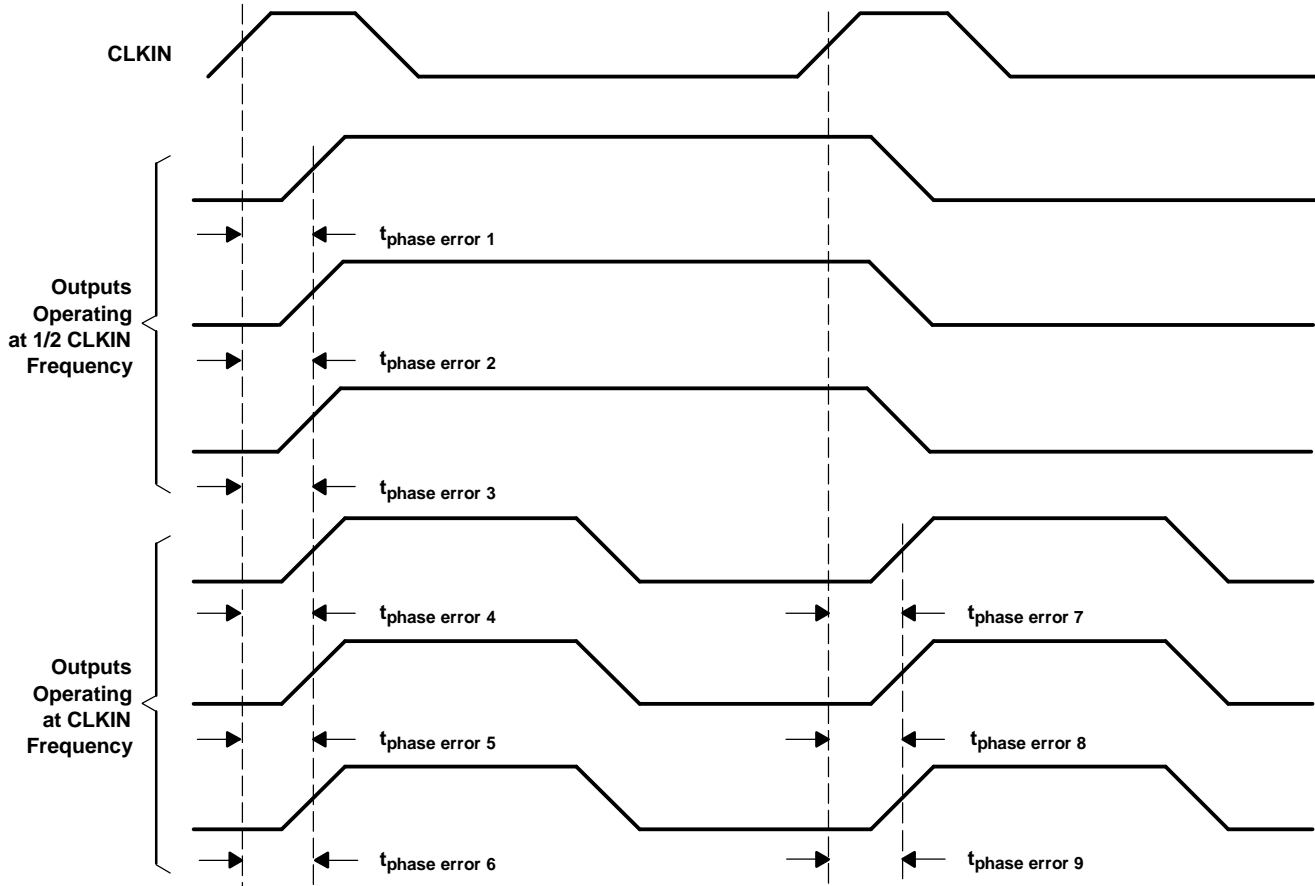 CLKIN
Outputs
Operating
at 1/2 CLKIN
Frequency
tphase error 1
tphase error 2
tphase error 3
Outputs
Operating
at CLKIN
Frequency
tphase error 4
tphase error 7
tphase error 5
tphase error 8
tphase error 6
tphase error 9